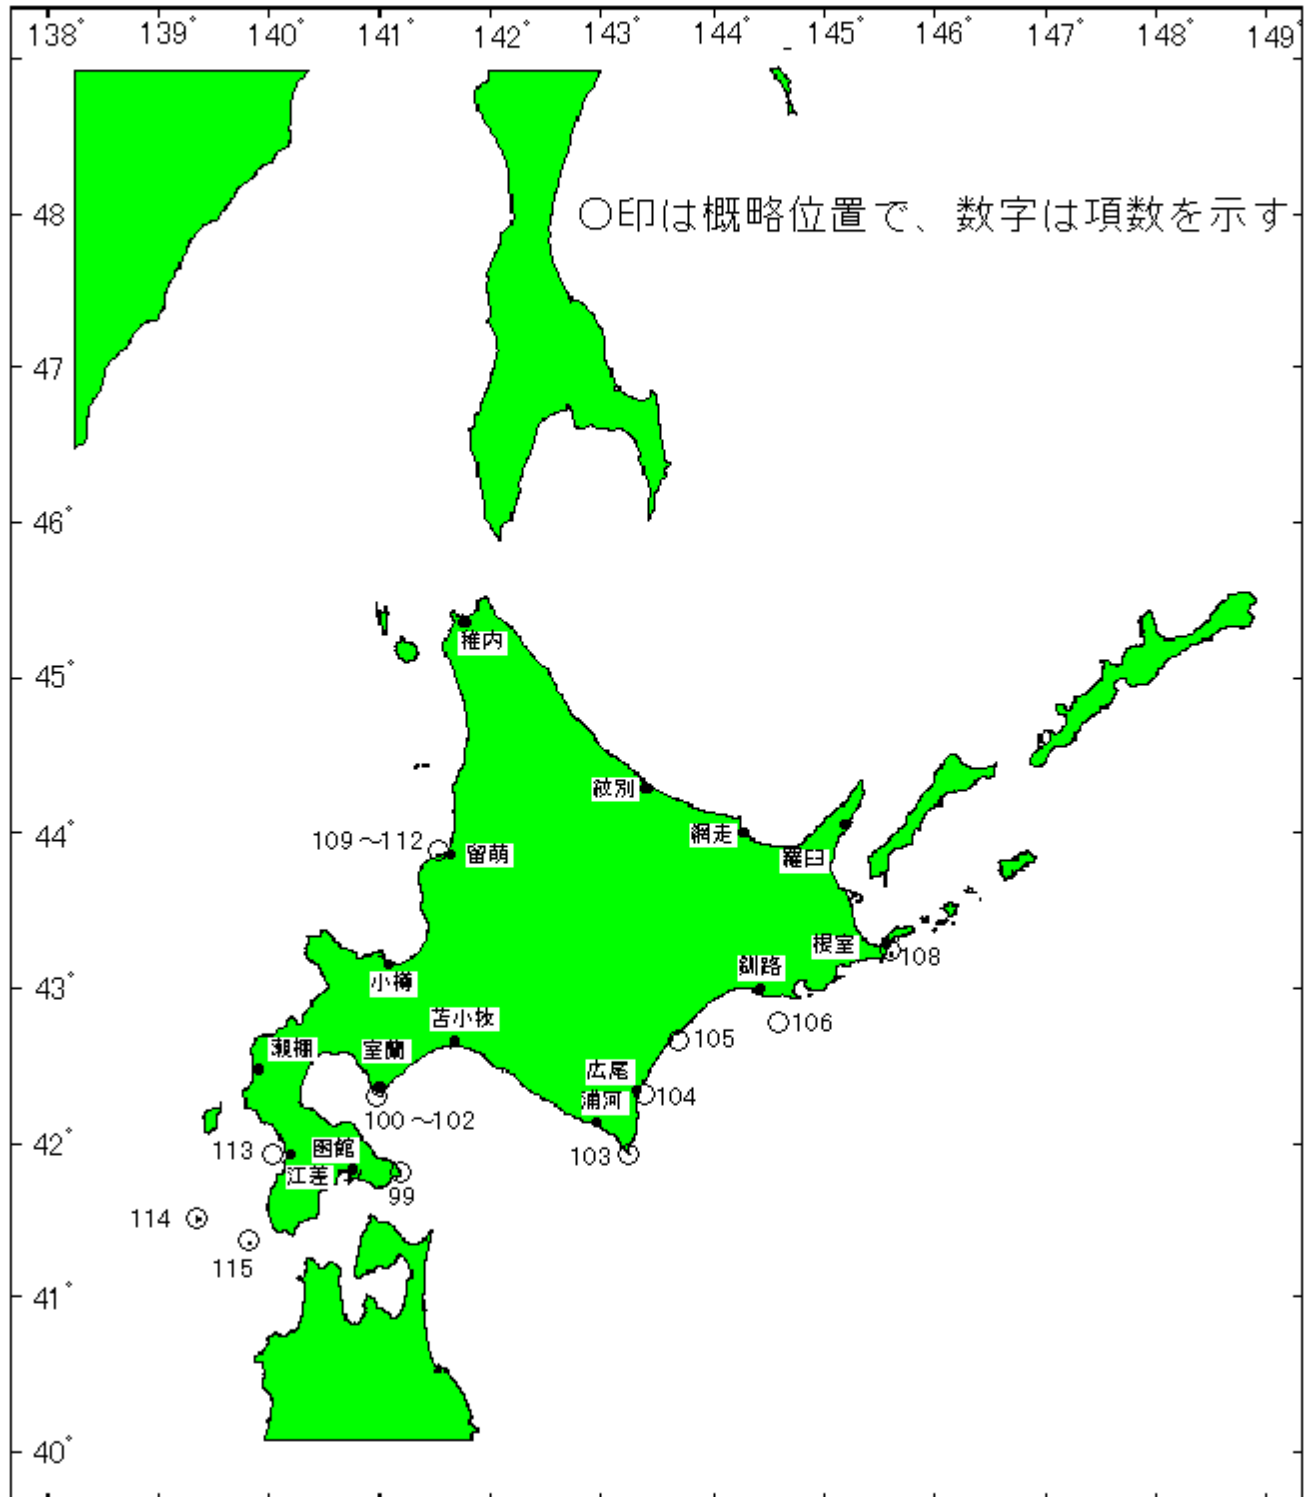 138° 139° 140° 141° 142° 143° 144° 145° 146° 147° 148° 149°
48 ○印は概略位置で、数字は項数を示す
47
46°
稚内
45°
紋別
44° 109～112 留萌 網走 羅臼
根室 108
43° 小樽 釧路
苫小牧 106
瀬棚 室蘭 105
広尾 104
100～102 浦河
42° 113 函館 103
江差 99
114
115
41°
40°